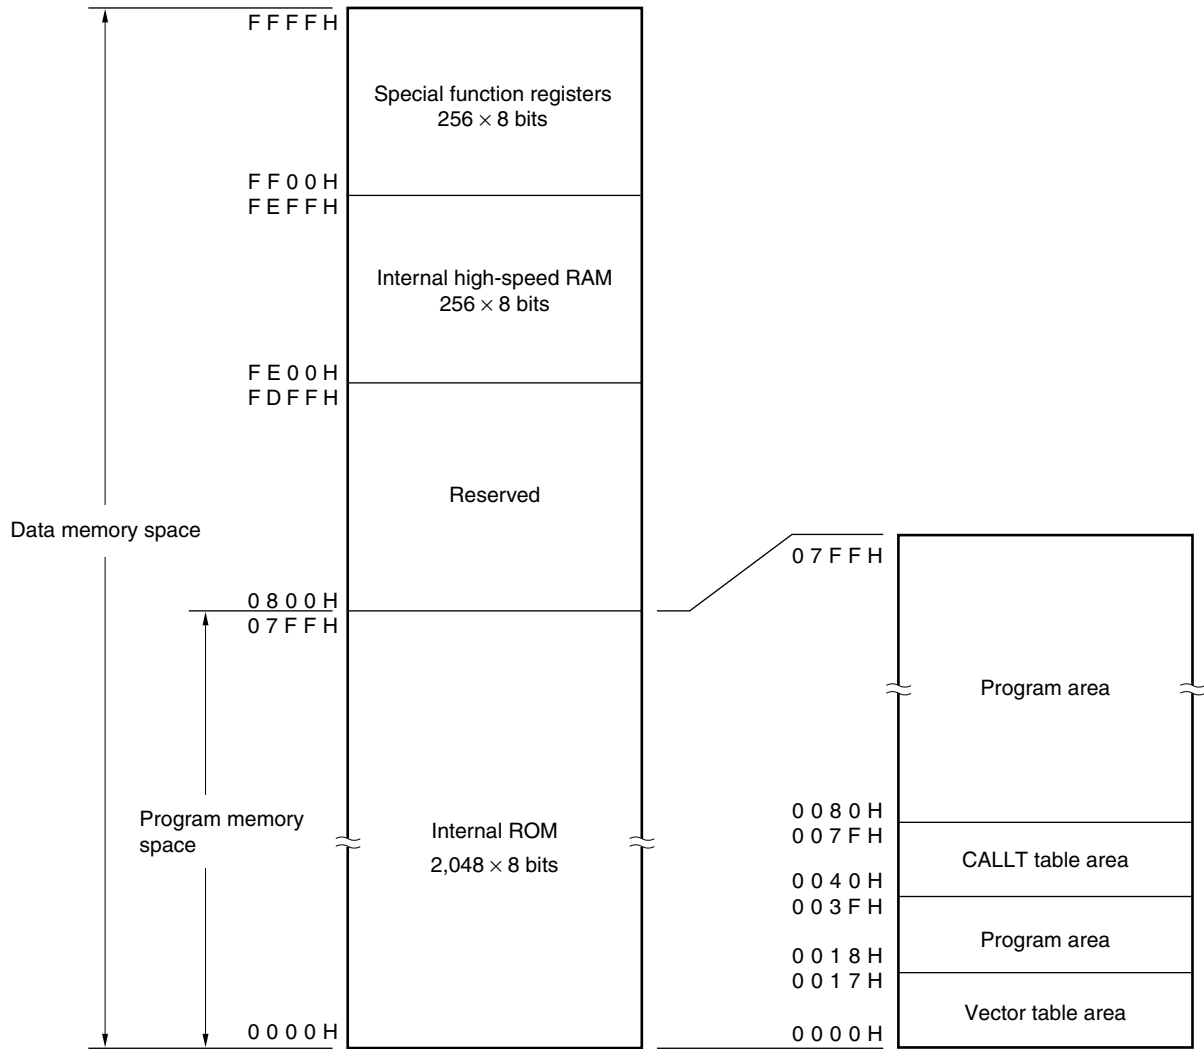 FFFFH
Special function registers
256 × 8 bits
FF00H
FEFFH
Internal high-speed RAM
256 × 8 bits
FE00H
FDFFH
Reserved
Data memory space
0800H
07FFH
Program memory
space
Internal ROM
2,048 × 8 bits
0000H
07FFH
Program area
0080H
007FH
CALLT table area
0040H
003FH
Program area
0018H
0017H
Vector table area
0000H